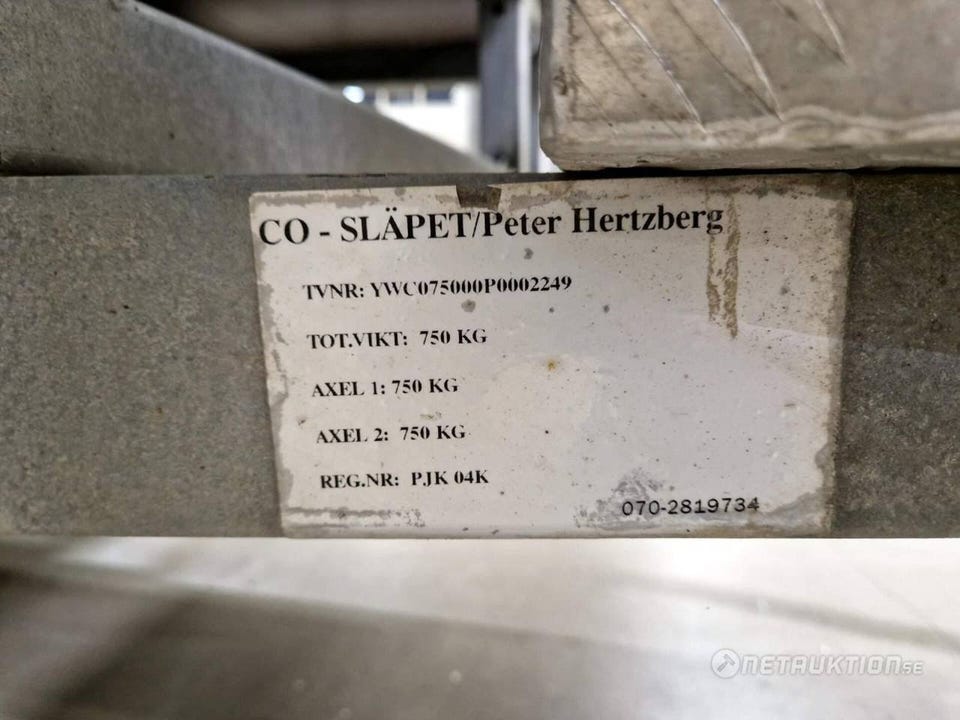 CO - SLÄPET/Peter Hertzberg
TVNR: YWC075000P0002249
TOT.VIKT: 750 KG
AXEL 1: 750 KG
AXEL 2: 750 KG
REG.NR: PJK 04K
070-2819734
NETAUKTION.SE